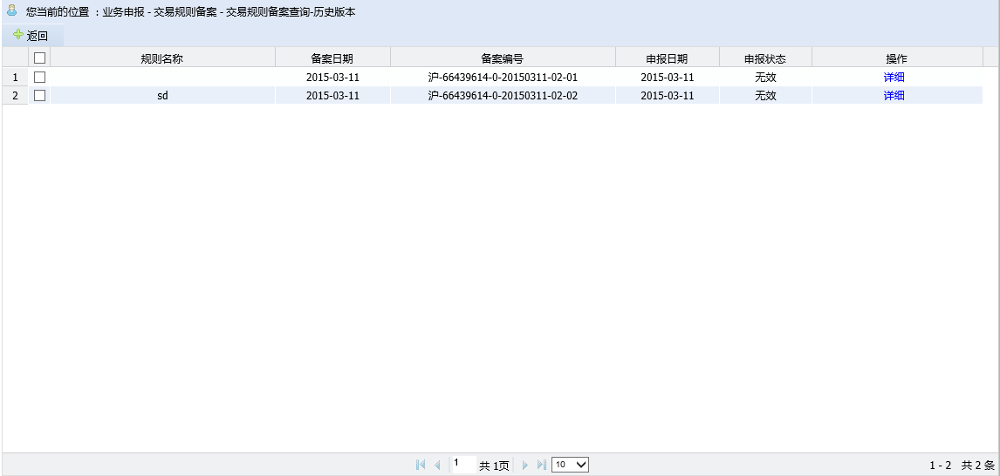 您当前的位置 ：业务申报 - 交易规则备案 - 交易规则备案查询-历史版本
返回
规则名称 备案日期 备案编号 申报日期 申报状态 操作
1 2015-03-11 沪-66439614-0-20150311-02-01 2015-03-11 无效 详细
2 sd 2015-03-11 沪-66439614-0-20150311-02-02 2015-03-11 无效 详细
1 共 1页 10 1 - 2 共 2 条